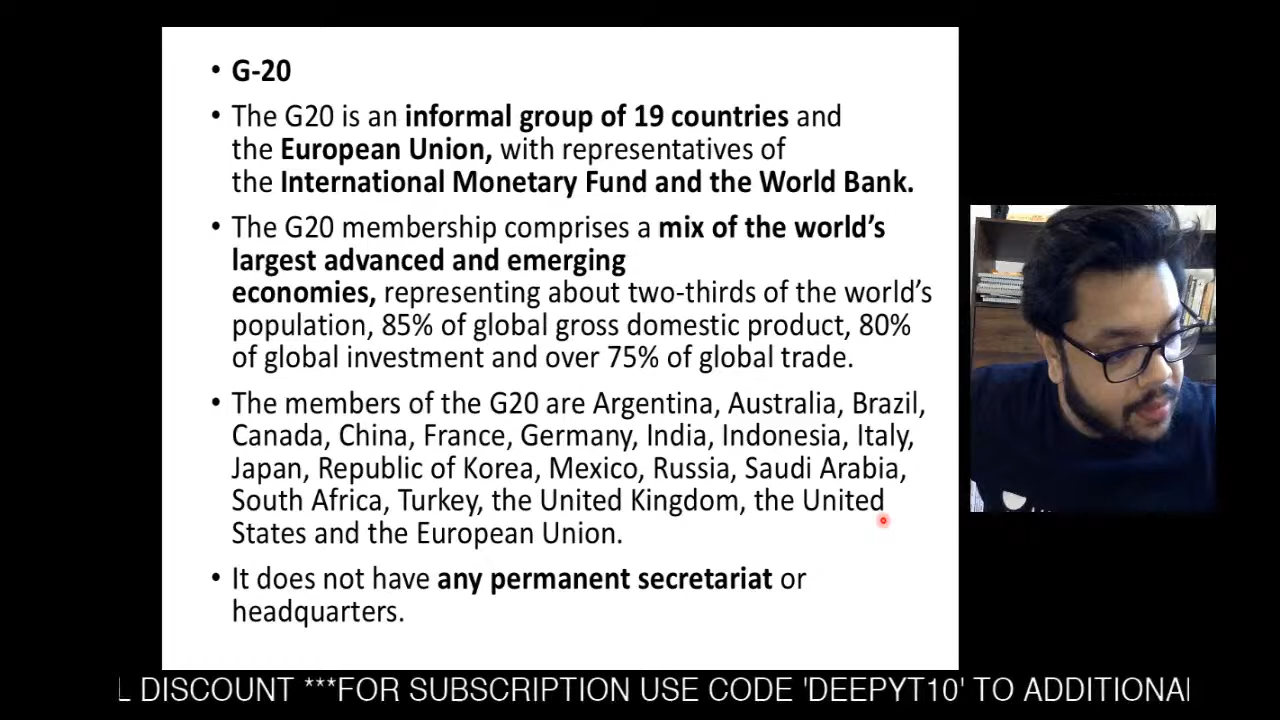 • G-20
• The G20 is an informal group of 19 countries and
the European Union, with representatives of
the International Monetary Fund and the World Bank.
• The G20 membership comprises a mix of the world’s
largest advanced and emerging
economies, representing about two-thirds of the world’s
population, 85% of global gross domestic product, 80%
of global investment and over 75% of global trade.
• The members of the G20 are Argentina, Australia, Brazil,
Canada, China, France, Germany, India, Indonesia, Italy,
Japan, Republic of Korea, Mexico, Russia, Saudi Arabia,
South Africa, Turkey, the United Kingdom, the United
States and the European Union.
• It does not have any permanent secretariat or
headquarters.
L DISCOUNT ***FOR SUBSCRIPTION USE CODE 'DEEPYT10' TO ADDITIONAL